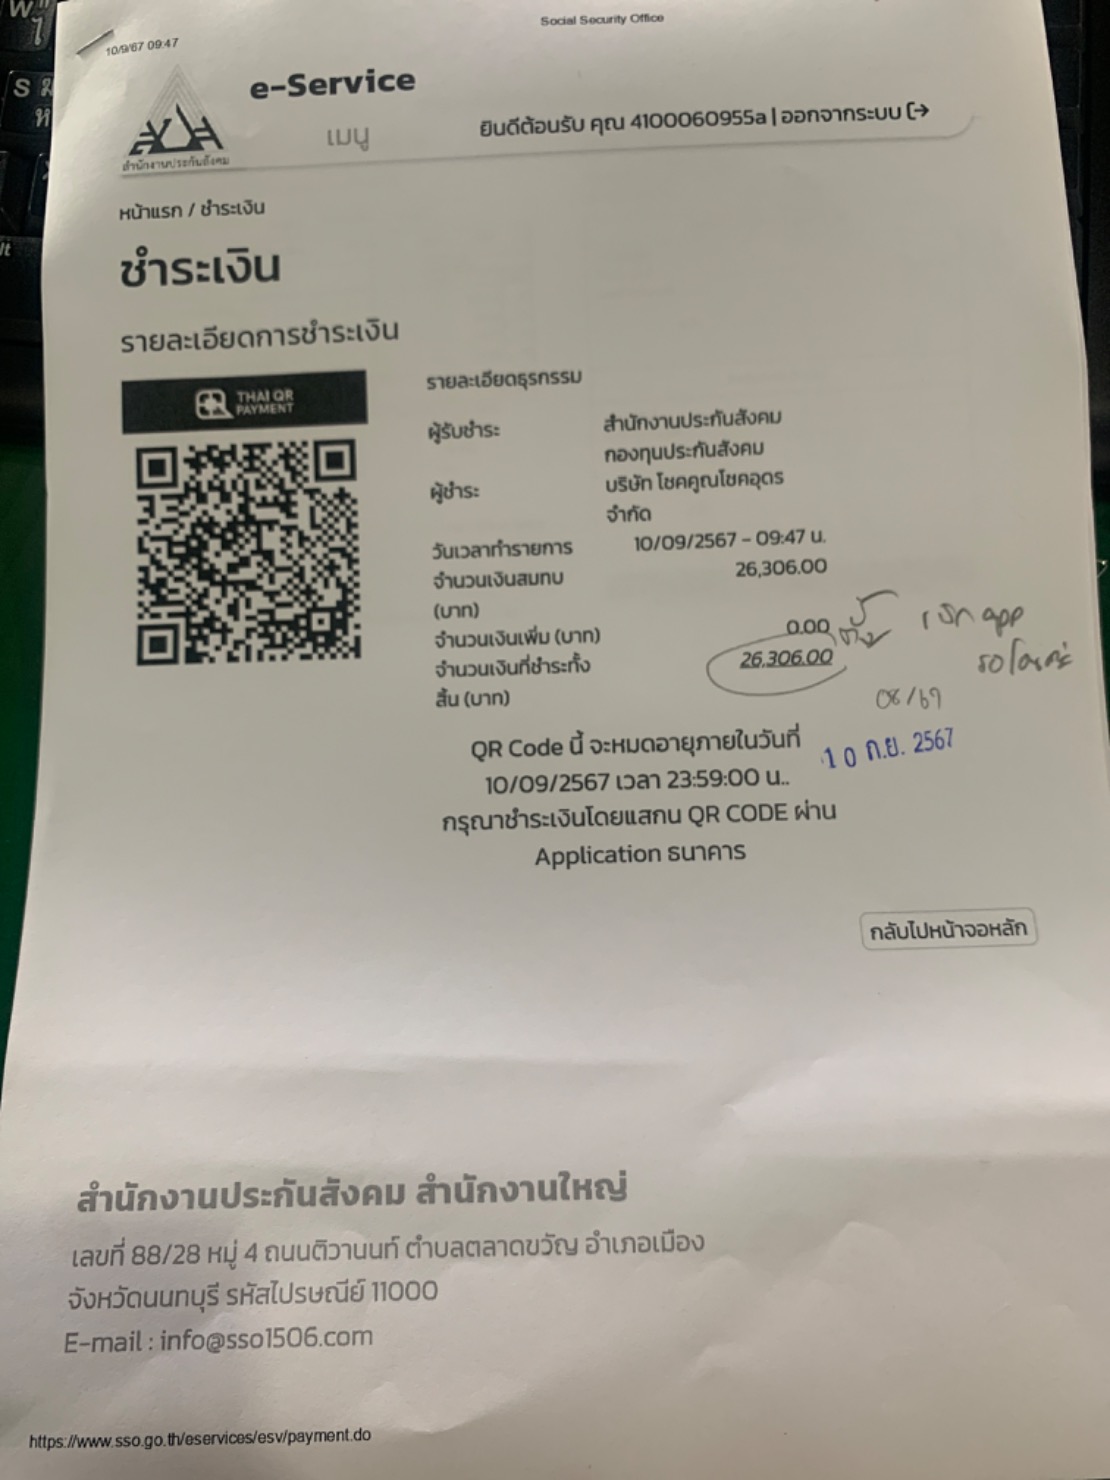 Social Security Office
10/9/67 09:47
e-Service
เมนู
ยินดีต้อนรับ คุณ 4100060955a | ออกจากระบบ
สำนักงานประกันสังคม
หน้าแรก / ชำระเงิน
ชำระเงิน
รายละเอียดการชำระเงิน
THAI QR
PAYMENT
รายละเอียดธุรกรรม
ผู้รับชำระ
สำนักงานประกันสังคม
กองทุนประกันสังคม
ผู้ชำระ
บริษัท โชคคูณโชคอุดร
จำกัด
วันเวลาทำรายการ
10/09/2567 - 09:47 น.
จำนวนเงินสมทบ
(บาท)
26,306.00
จำนวนเงินเพิ่ม (บาท)
0.00
จำนวนเงินที่ชำระทั้ง
สิ้น (บาท)
26,306.00
app
08/67
10 ก.ย. 2567
QR Code นี้ จะหมดอายุภายในวันที่
10/09/2567 เวลา 23:59:00 น..
กรุณาชำระเงินโดยแสกน QR CODE ผ่าน
Application ธนาคาร
กลับไปหน้าจอหลัก
สำนักงานประกันสังคม สำนักงานใหญ่
เลขที่ 88/28 หมู่ 4 ถนนติวานนท์ ตำบลตลาดขวัญ อำเภอเมือง
จังหวัดนนทบุรี รหัสไปรษณีย์ 11000
E-mail : info@sso1506.com
https://www.sso.go.th/eservices/esv/payment.do